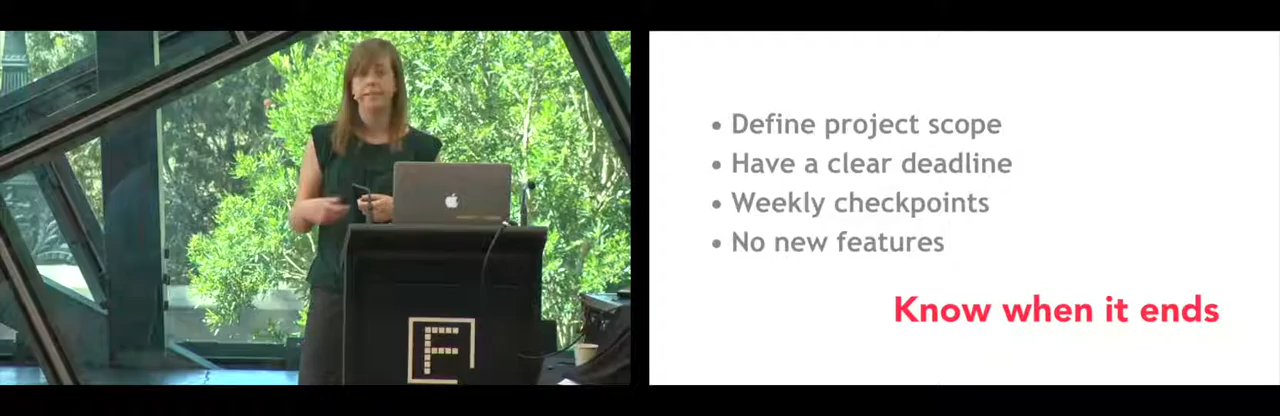 • Define project scope
• Have a clear deadline
• Weekly checkpoints
• No new features
Know when it ends
F